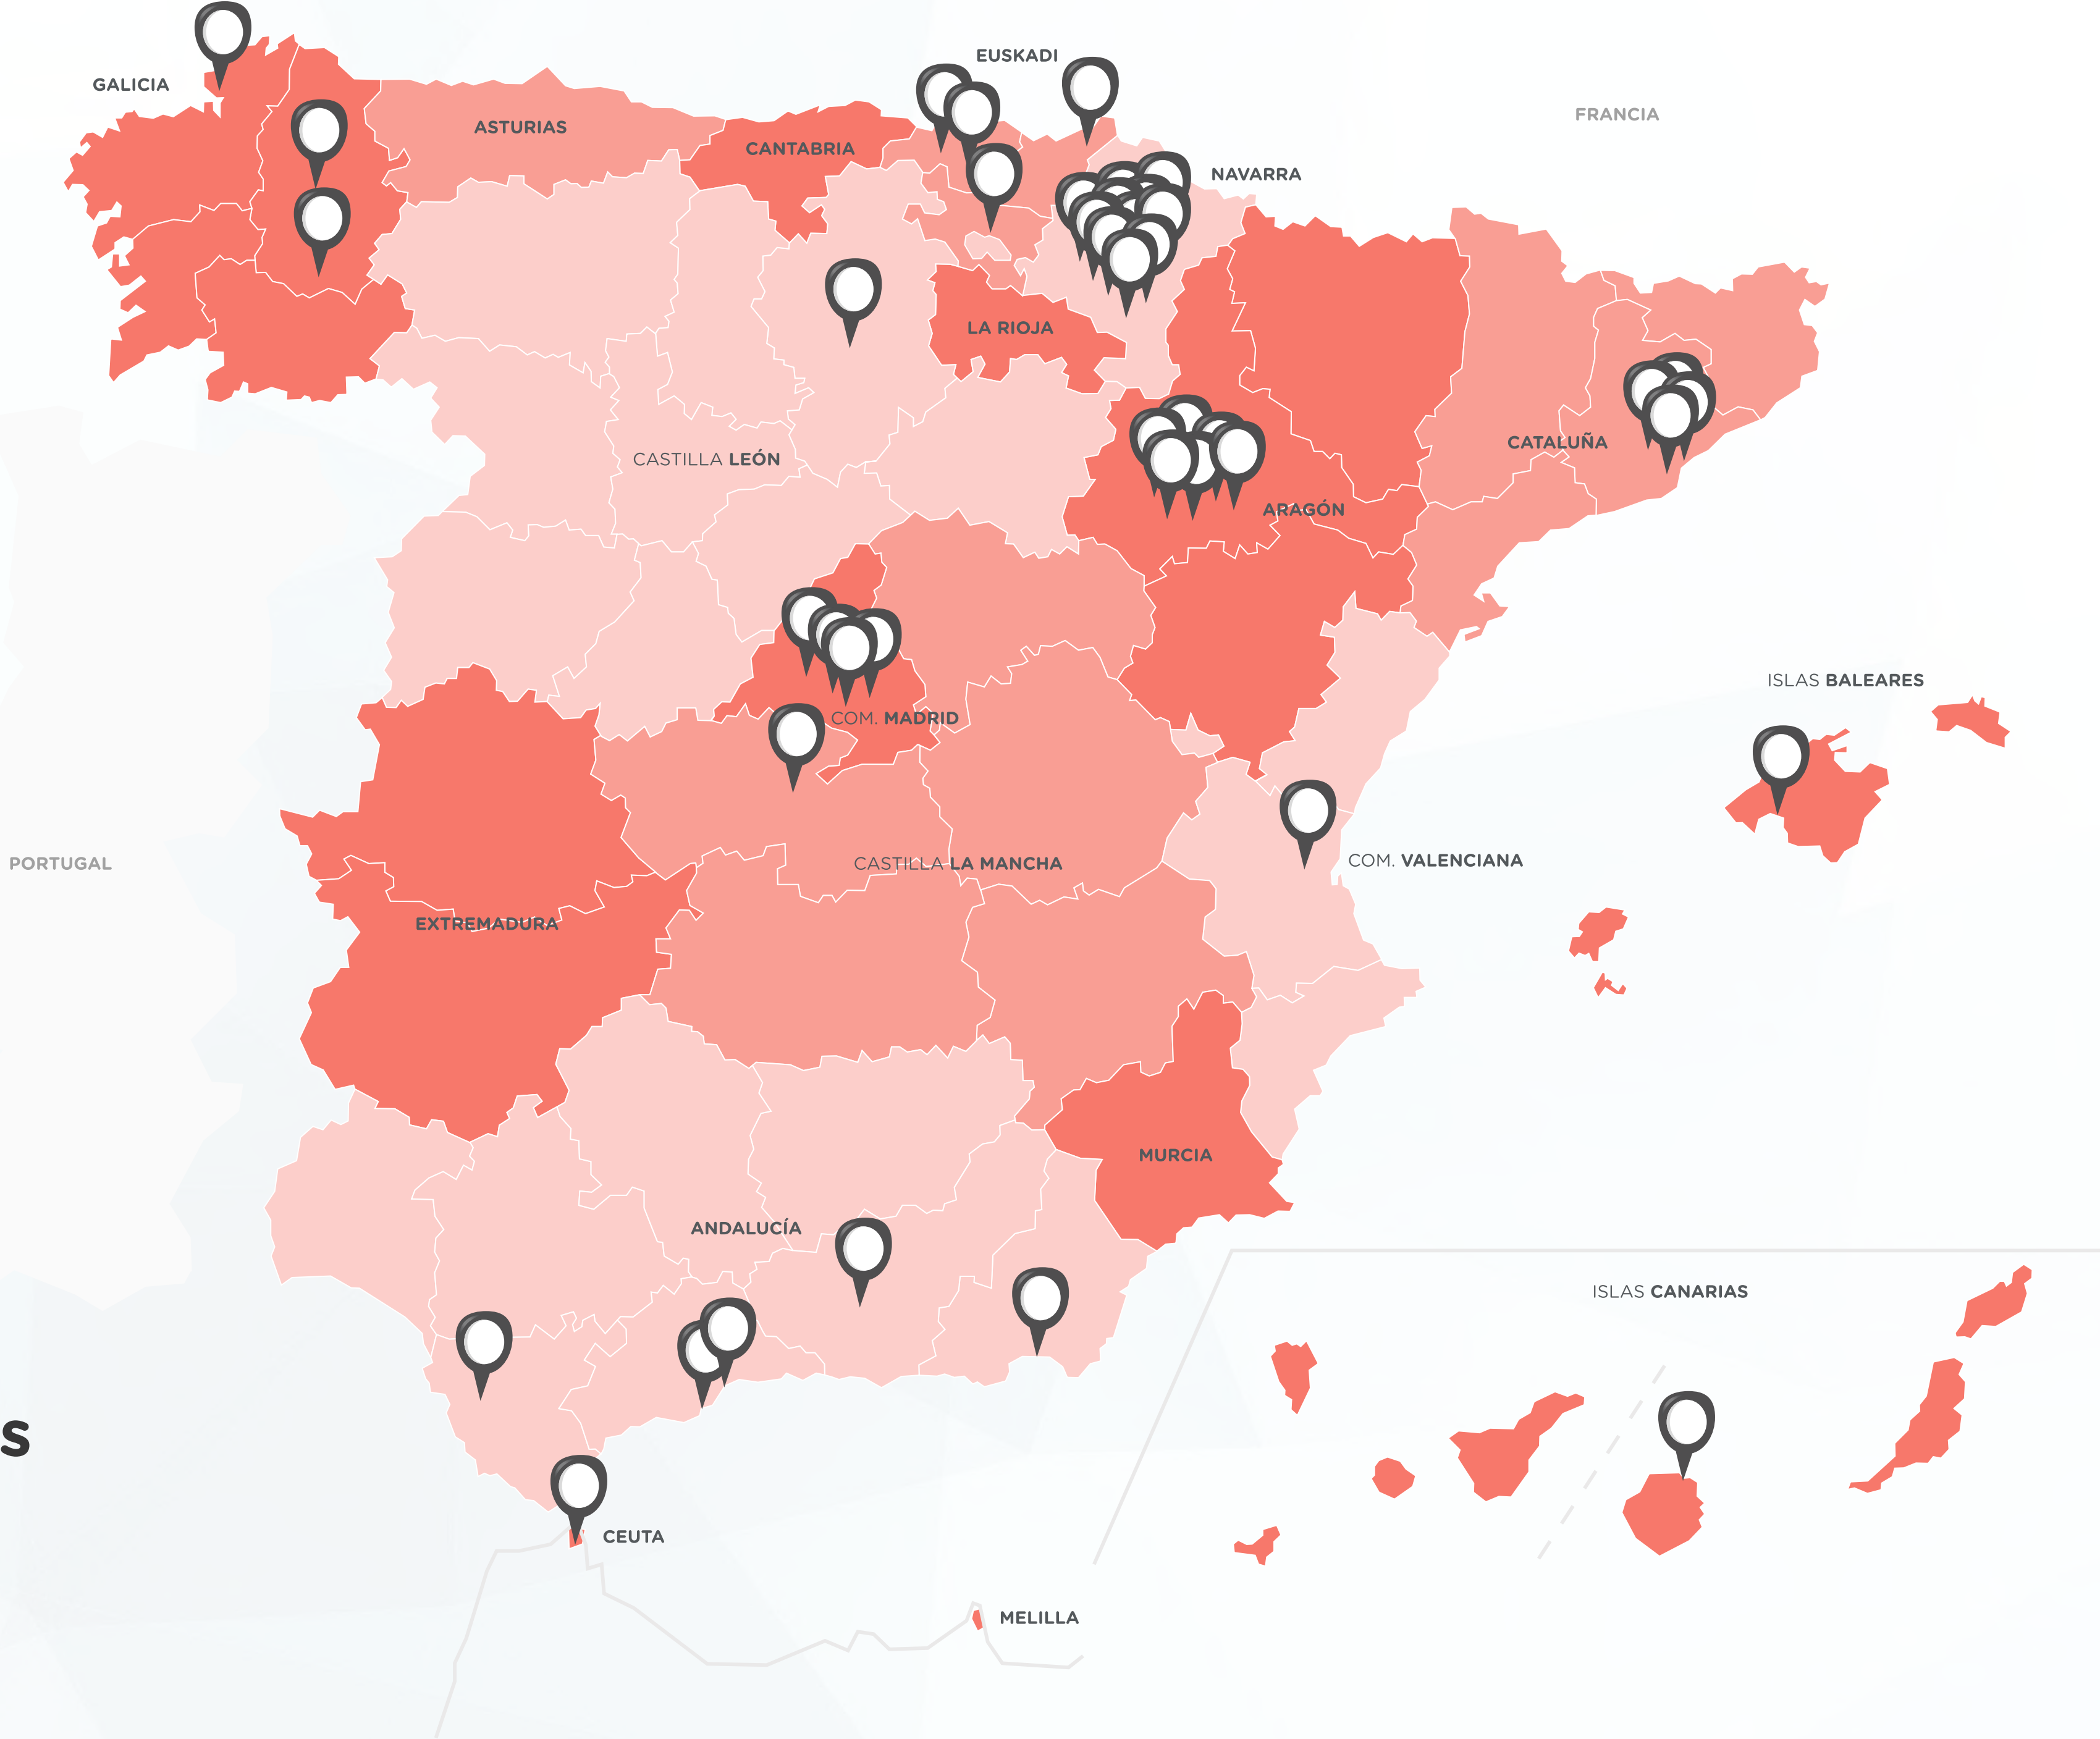 EUSKADI
GALICIA
FRANCIA
ASTURIAS
CANTABRIA
NAVARRA
LA RIOJA
CATALUÑA
CASTILLA LEÓN
ARAGÓN
ISLAS BALEARES
COM. MADRID
COM. VALENCIANA
PORTUGAL
CASTILLA LA MANCHA
EXTREMADURA
MURCIA
ANDALUCÍA
ISLAS CANARIAS
s
CEUTA
MELILLA